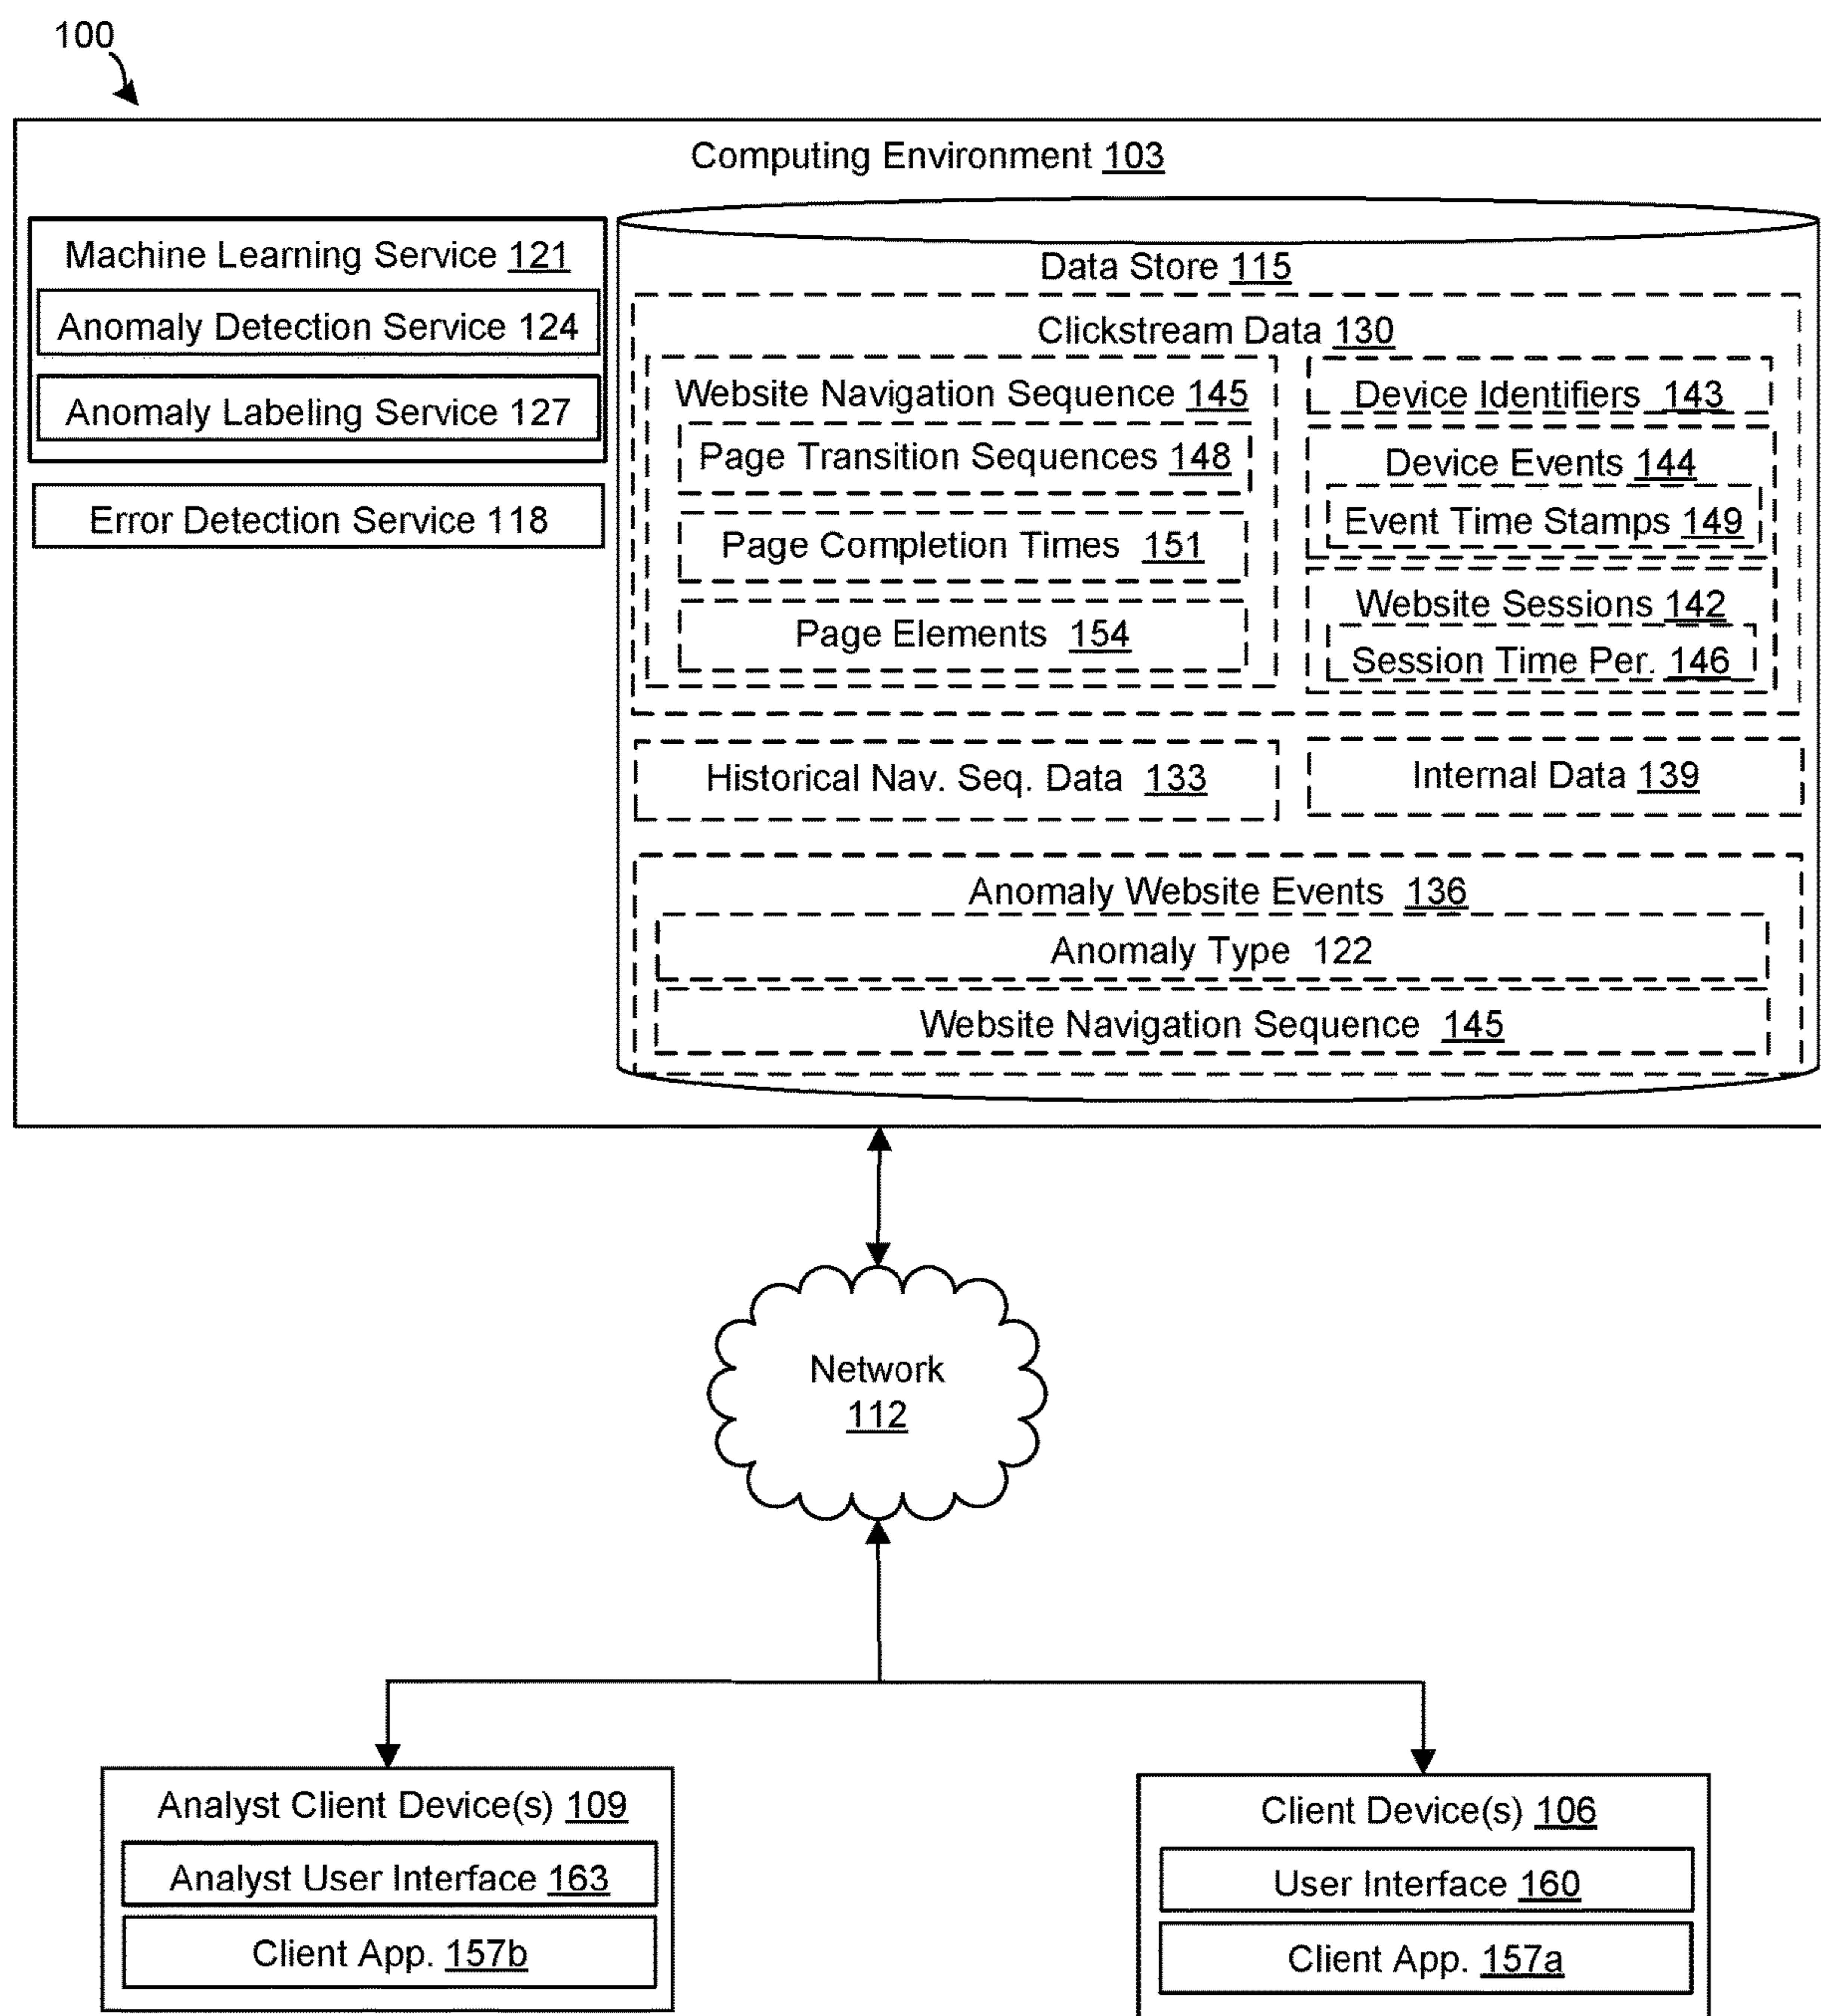 100
Computing Environment 103
Machine Learning Service 121
Anomaly Detection Service 124
Anomaly Labeling Service 127
Error Detection Service 118
Data Store 115
Clickstream Data 130
Website Navigation Sequence 145
Page Transition Sequences 148
Page Completion Times 151
Page Elements 154
Device Identifiers 143
Device Events 144
Event Time Stamps 149
Website Sessions 142
Session Time Per. 146
Historical Nav. Seq. Data 133
Internal Data 139
Anomaly Website Events 136
Anomaly Type 122
Website Navigation Sequence 145
Network
112
Analyst Client Device(s) 109
Analyst User Interface 163
Client App. 157b
Client Device(s) 106
User Interface 160
Client App. 157a